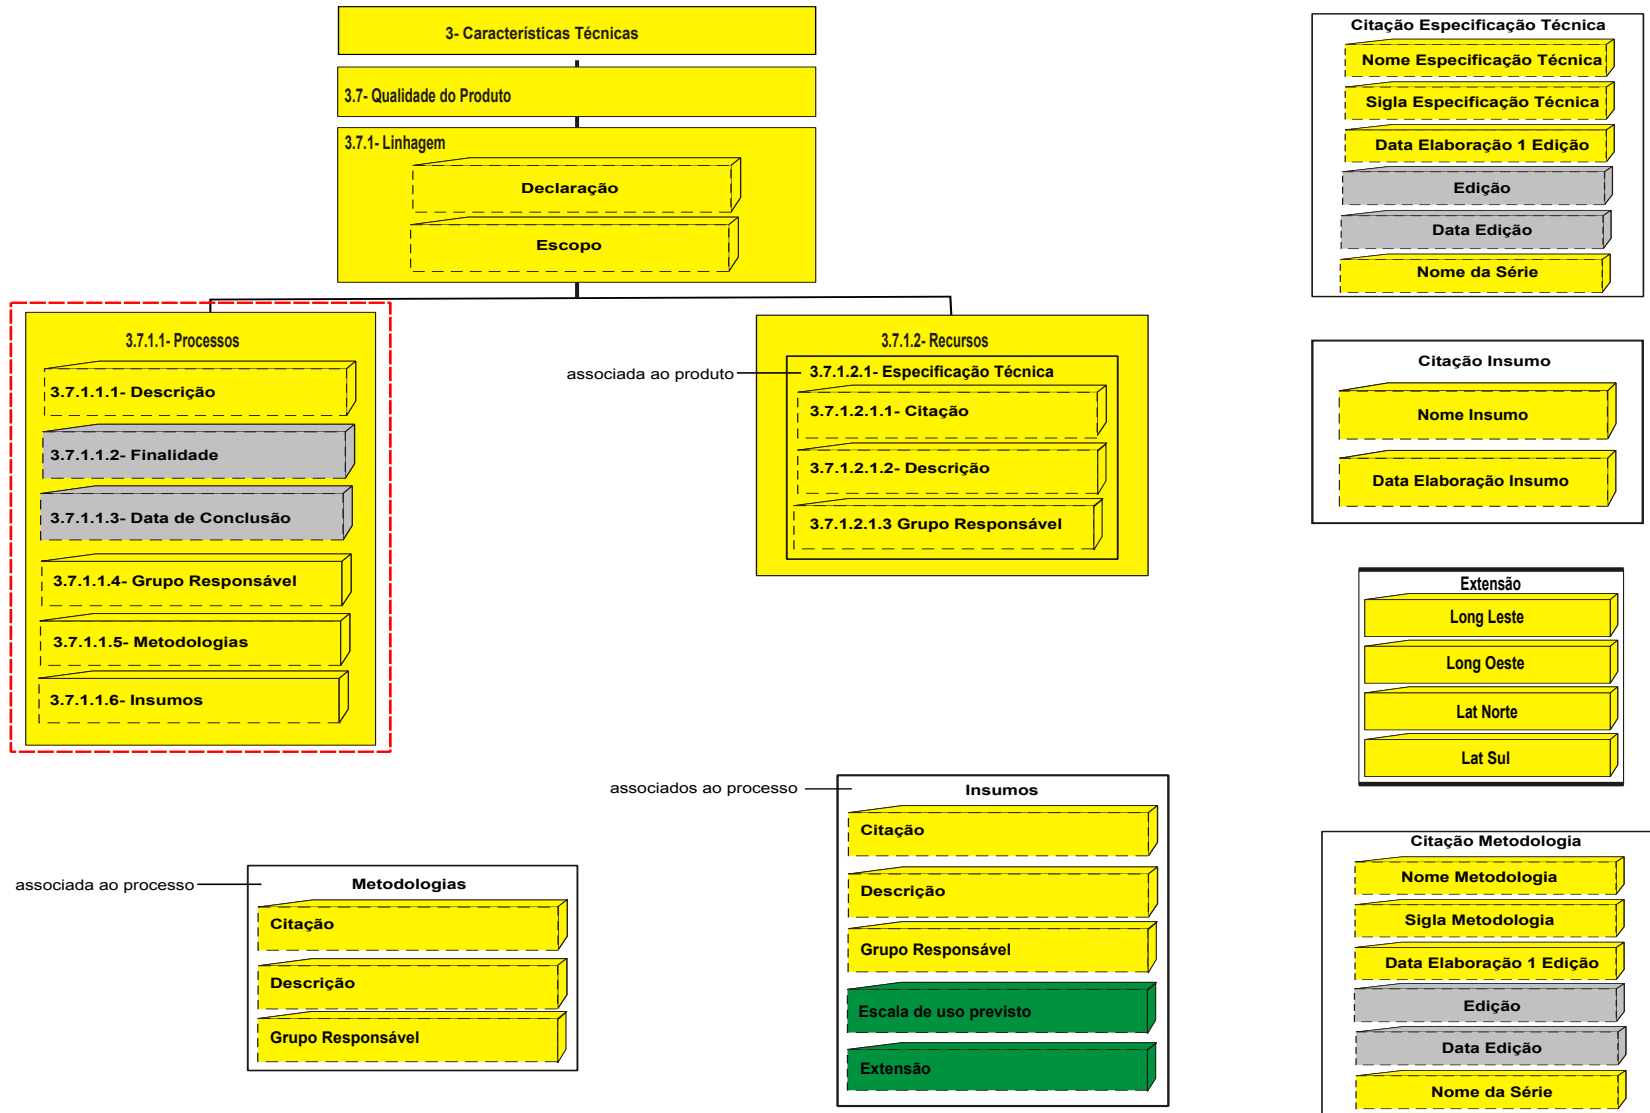 3- Características Técnicas
3.7- Qualidade do Produto
3.7.1- Linhagem
Declaração
Escopo
3.7.1.1- Processos
3.7.1.1.1- Descrição
3.7.1.1.2- Finalidade
3.7.1.1.3- Data de Conclusão
3.7.1.1.4- Grupo Responsável
3.7.1.1.5- Metodologias
3.7.1.1.6- Insumos
3.7.1.2- Recursos
associada ao produto
3.7.1.2.1- Especificação Técnica
3.7.1.2.1.1- Citação
3.7.1.2.1.2- Descrição
3.7.1.2.1.3 Grupo Responsável
associada ao processo
Metodologias
Citação
Descrição
Grupo Responsável
associados ao processo
Insumos
Citação
Descrição
Grupo Responsável
Escala de uso previsto
Extensão
Citação Especificação Técnica
Nome Especificação Técnica
Sigla Especificação Técnica
Data Elaboração 1 Edição
Edição
Data Edição
Nome da Série
Citação Insumo
Nome Insumo
Data Elaboração Insumo
Extensão
Long Leste
Long Oeste
Lat Norte
Lat Sul
Citação Metodologia
Nome Metodologia
Sigla Metodologia
Data Elaboração 1 Edição
Edição
Data Edição
Nome da Série